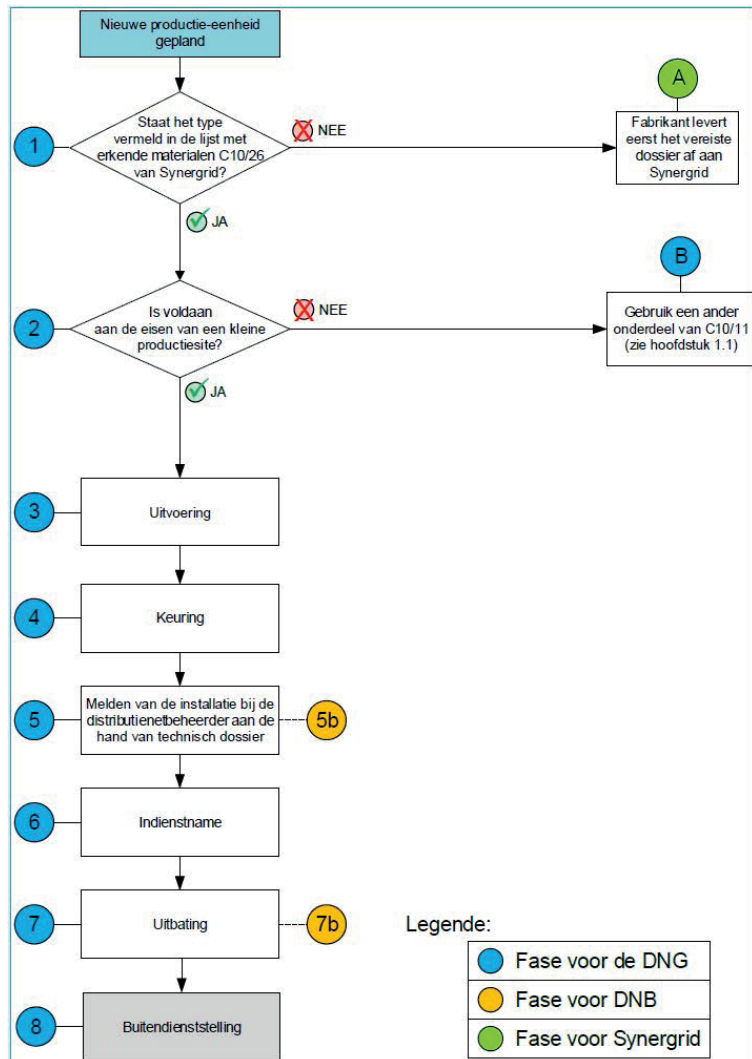 Nieuwe productie-eenheid
gepland
A
1
Staat het type
vermeld in de lijst met
erkende materialen C10/26
van Synergrid?
NEE
Fabrikant levert
eerst het vereiste
dossier af aan
Synergrid
JA
B
2
Is voldaan
aan de eisen van een kleine
productiesite?
NEE
Gebruik een ander
onderdeel van C10/11
(zie hoofdstuk 1.1)
JA
3
Uitvoering
4
Keuring
5
Melden van de installatie bij de
distributienetbeheerder aan de
hand van technisch dossier
5b
6
Indienstname
7
Uitbating
7b
8
Buitendienststelling
Legende:
Fase voor de DNG
Fase voor DNB
Fase voor Synergrid